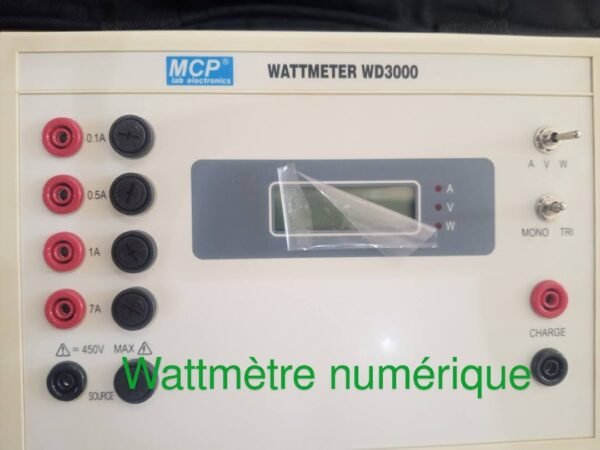 MCP®
lab electronics
WATTMETER WD3000
0.1A
0.5A
1A
7A
= 450V MAX
SOURCE
A
V
W
A V W
MONO TRI
CHARGE
Wattmètre numérique